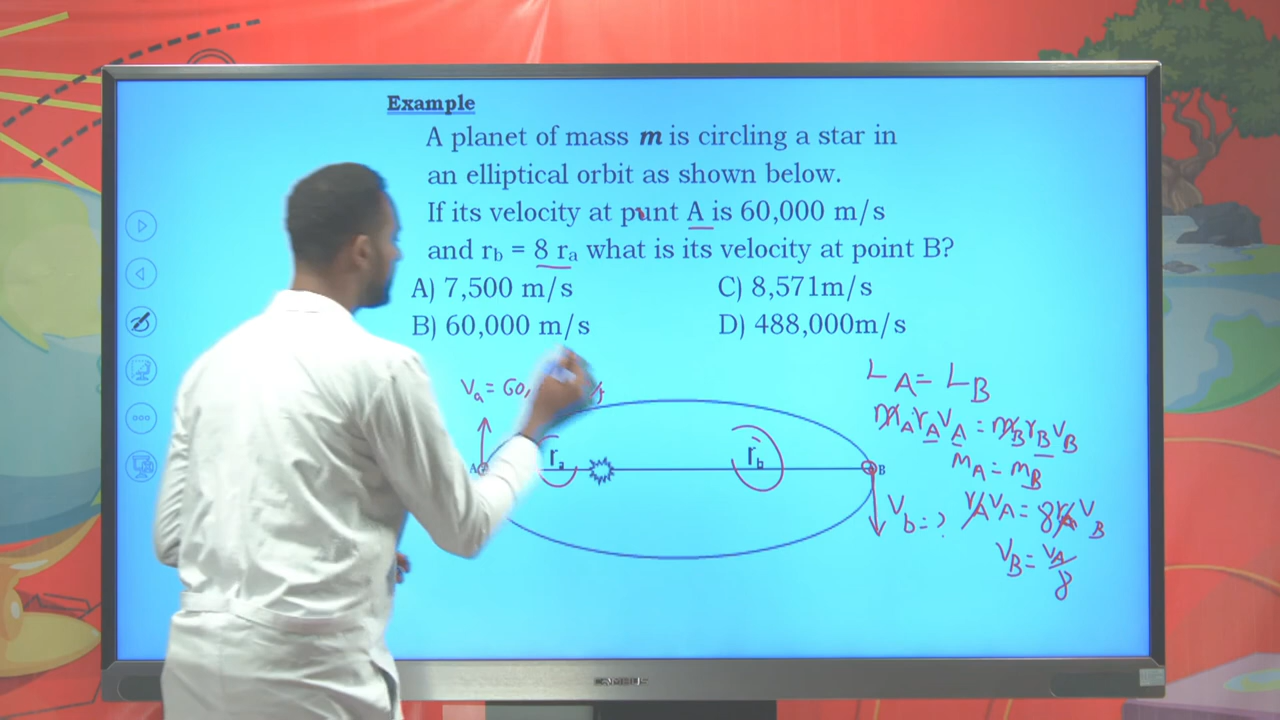 Example
A planet of mass m is circling a star in
an elliptical orbit as shown below.
If its velocity at punt A is 60,000 m/s
and rb = 8 ra what is its velocity at point B?
A) 7,500 m/s
C) 8,571m/s
B) 60,000 m/s
D) 488,000m/s
LA = LB
Va = 60,
mArAVA = mBrBVB
A
ra
rb
B
mA = mB
Vb = ?
rAVA = 8rAVB
VB = VA/8